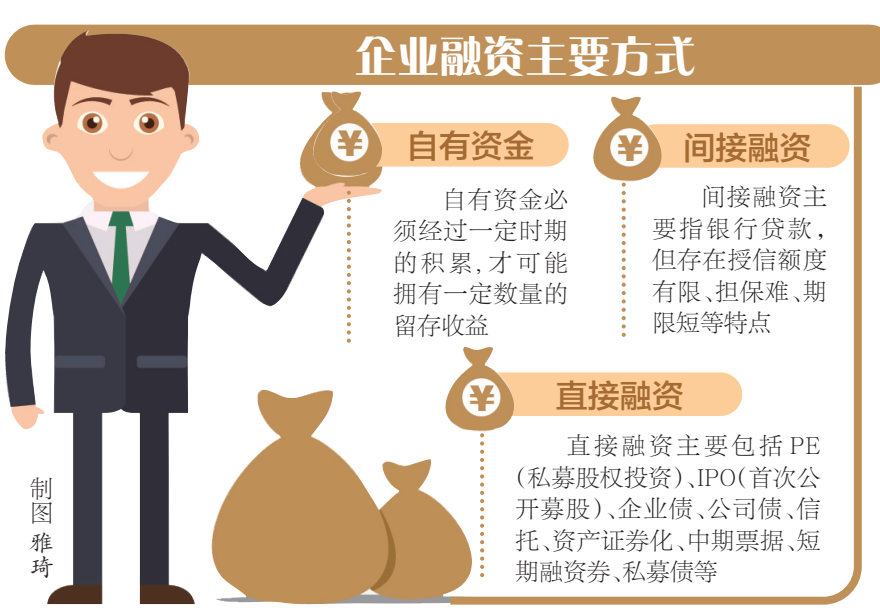 企业融资主要方式
¥
自有资金
自有资金必
须经过一定时期
的积累,才可能
拥有一定数量的
留存收益
¥
间接融资
间接融资主
要指银行贷款,
但存在授信额度
有限、担保难、期
限短等特点
¥
直接融资
直接融资主要包括PE
(私募股权投资)、IPO(首次公
开募股)、企业债、公司债、信
托、资产证券化、中期票据、短
期融资券、私募债等
制图 雅琦